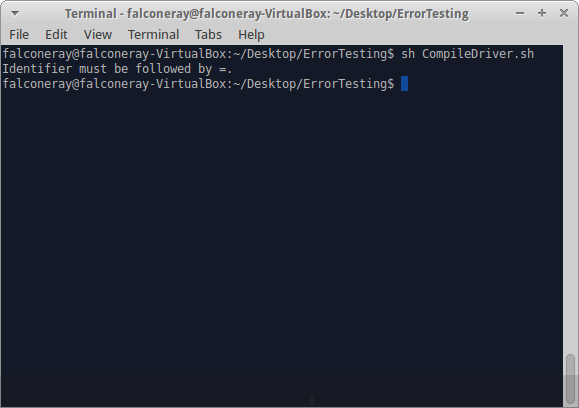 Terminal - falconeray@falconeray-VirtualBox: ~/Desktop/ErrorTesting
File Edit View Terminal Tabs Help
falconeray@falconeray-VirtualBox:~/Desktop/ErrorTesting$ sh CompileDriver.sh
Identifier must be followed by =.
falconeray@falconeray-VirtualBox:~/Desktop/ErrorTesting$